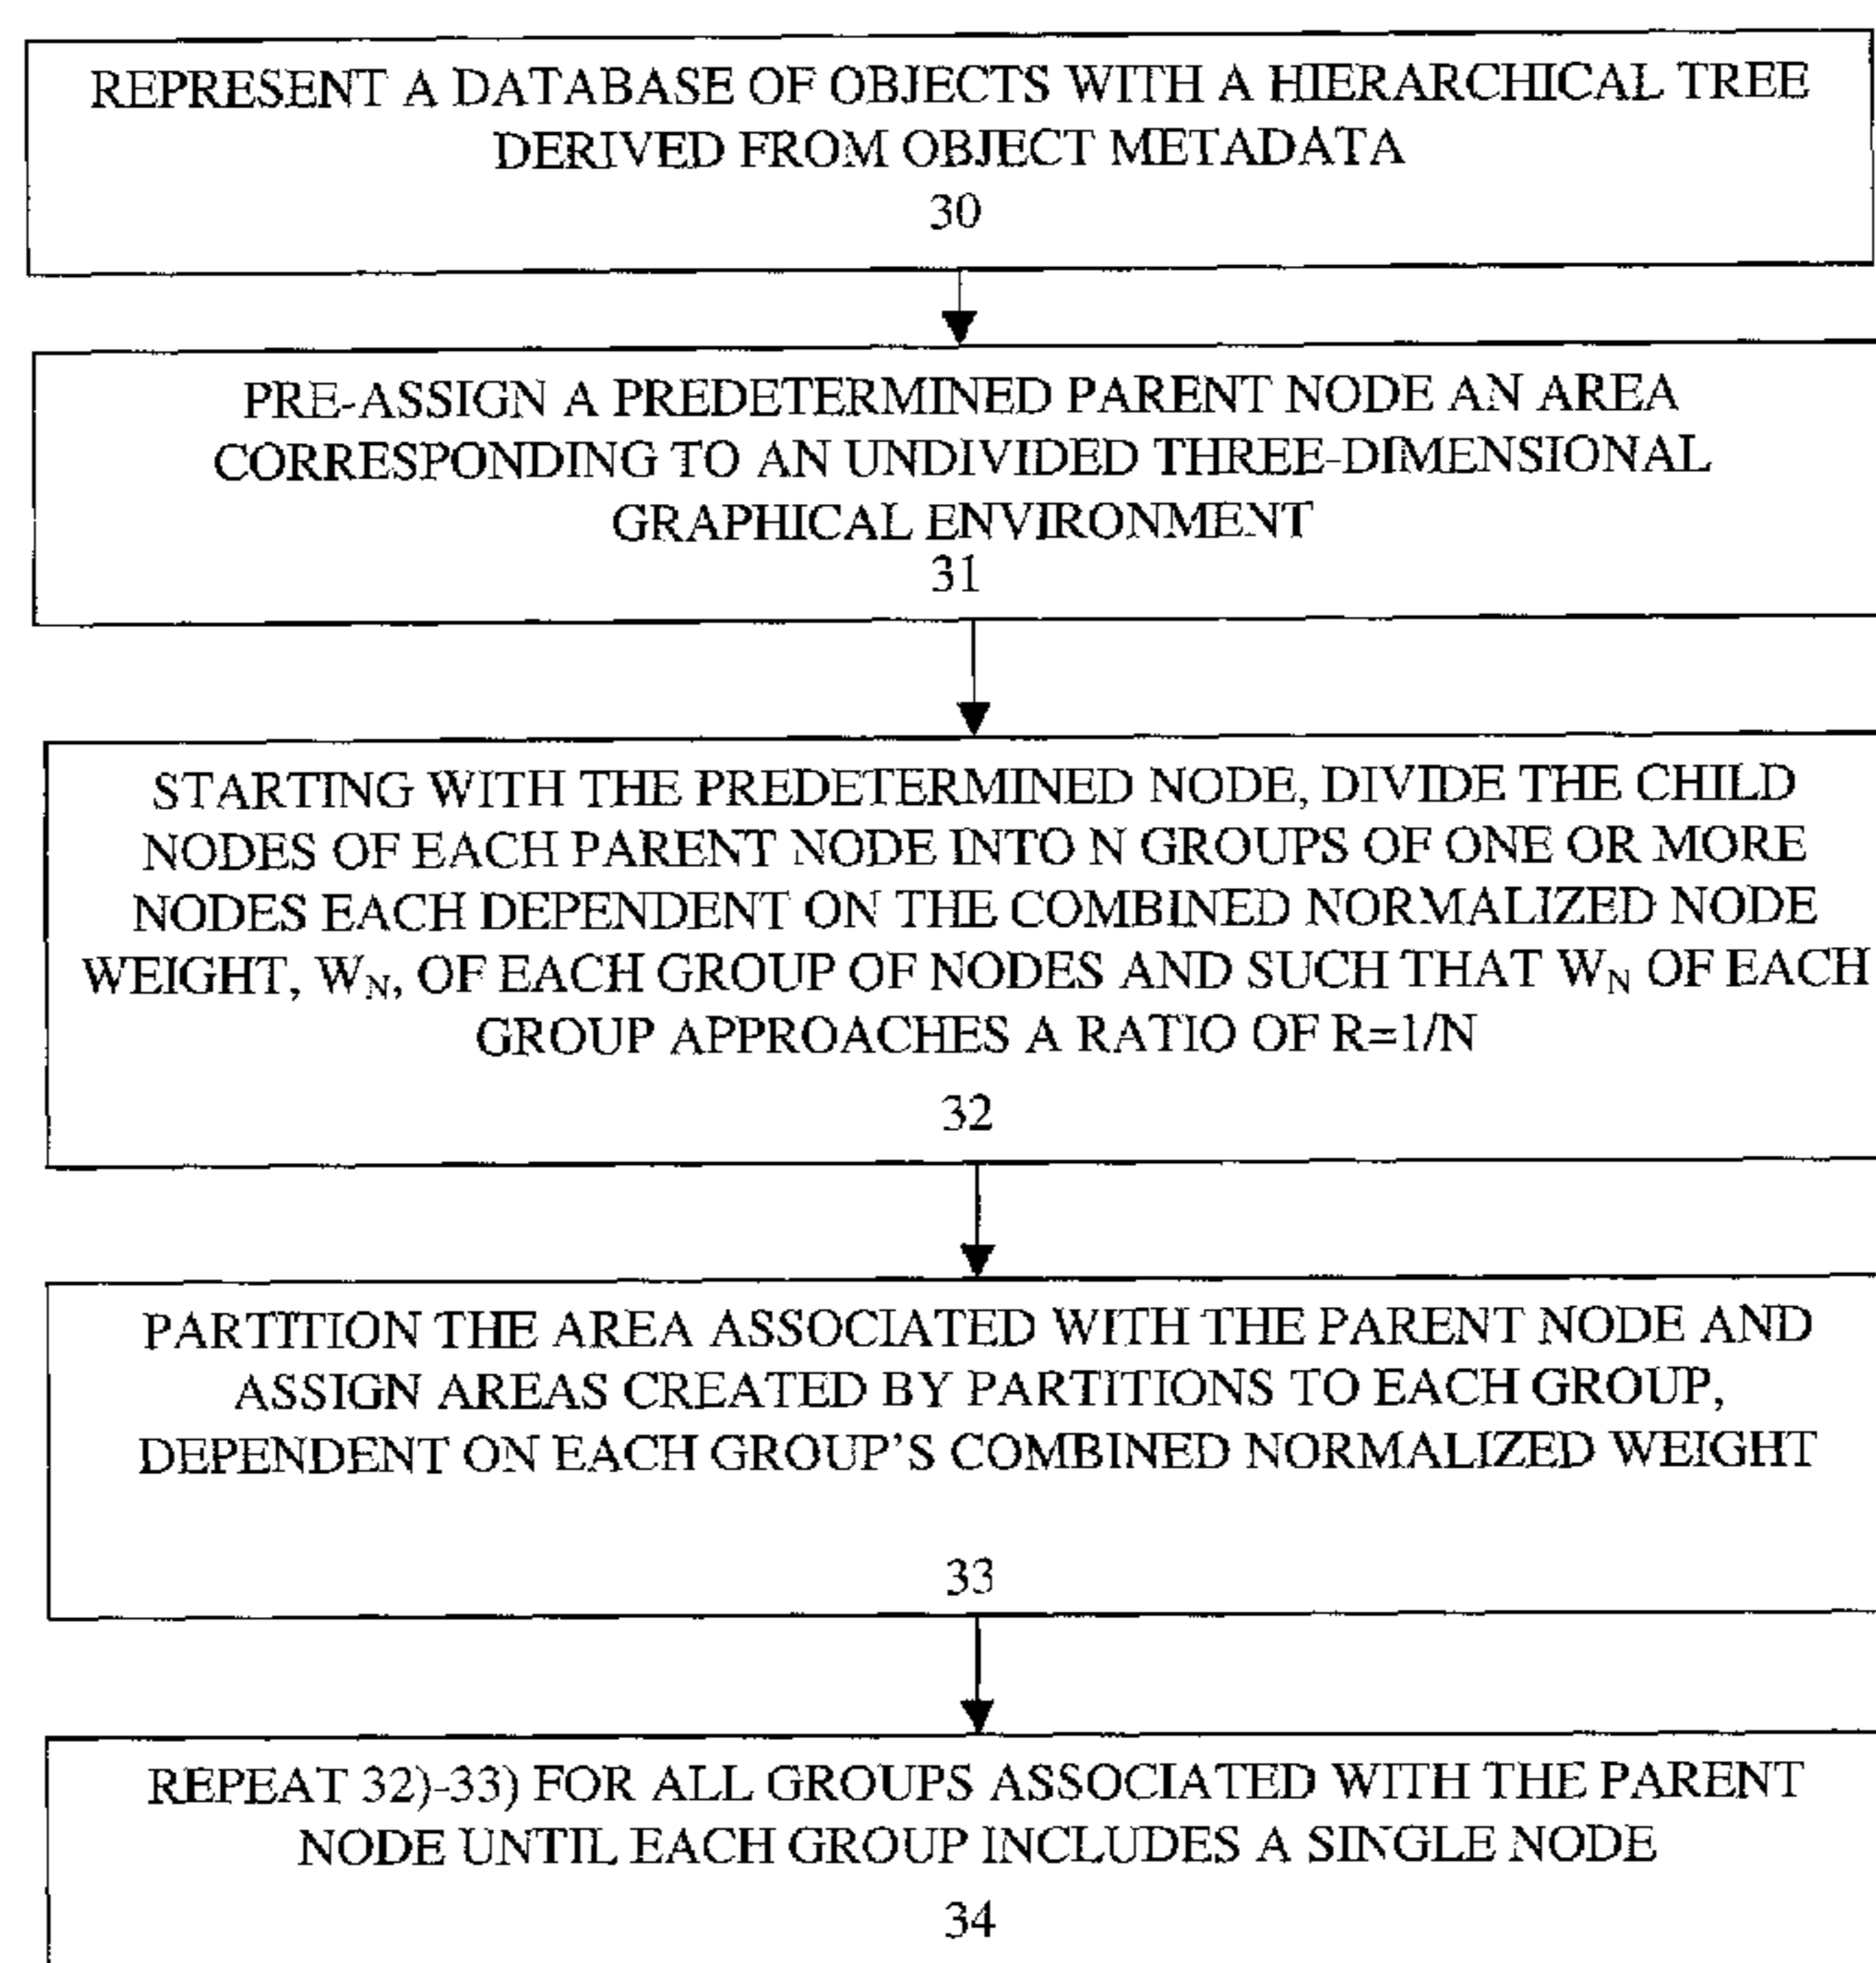 REPRESENT A DATABASE OF OBJECTS WITH A HIERARCHICAL TREE
DERIVED FROM OBJECT METADATA
30
PRE-ASSIGN A PREDETERMINED PARENT NODE AN AREA
CORRESPONDING TO AN UNDIVIDED THREE-DIMENSIONAL
GRAPHICAL ENVIRONMENT
31
STARTING WITH THE PREDETERMINED NODE, DIVIDE THE CHILD
NODES OF EACH PARENT NODE INTO N GROUPS OF ONE OR MORE
NODES EACH DEPENDENT ON THE COMBINED NORMALIZED NODE
WEIGHT, W_N, OF EACH GROUP OF NODES AND SUCH THAT W_N OF EACH
GROUP APPROACHES A RATIO OF R=1/N
32
PARTITION THE AREA ASSOCIATED WITH THE PARENT NODE AND
ASSIGN AREAS CREATED BY PARTITIONS TO EACH GROUP,
DEPENDENT ON EACH GROUP'S COMBINED NORMALIZED WEIGHT
33
REPEAT 32)-33) FOR ALL GROUPS ASSOCIATED WITH THE PARENT
NODE UNTIL EACH GROUP INCLUDES A SINGLE NODE
34